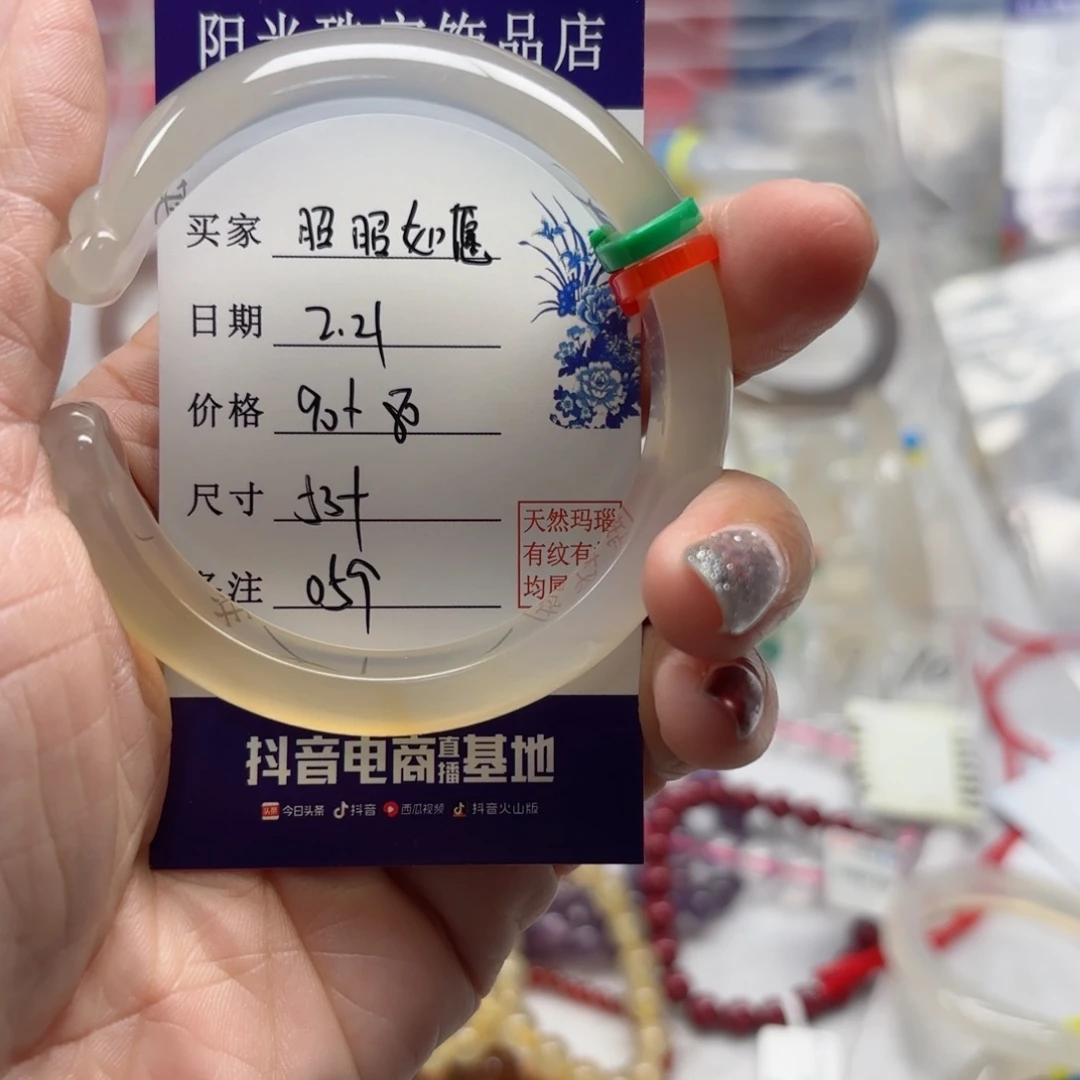 阳光珠宝饰品店
买家 昭昭如愿
日期 2.21
价格 90+
尺寸 53+
备注 059
天然玛瑙
有纹有
均属
抖音电商直播基地
头条 今日头条 抖音 西瓜视频 抖音火山版